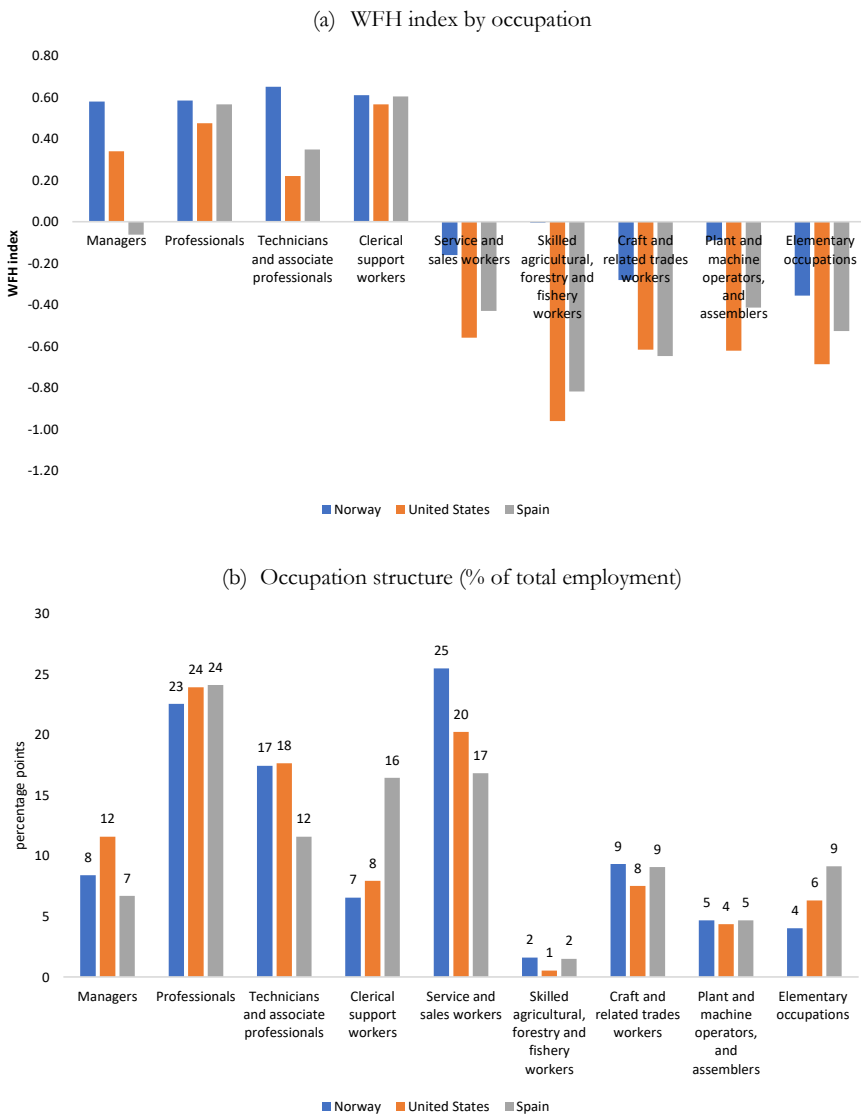 (a) WFH index by occupation
0.80
0.60
0.40
0.20
0.00
-0.20
-0.40
-0.60
-0.80
-1.00
-1.20
WFH index
Managers
Professionals
Technicians
and associate
professionals
Clerical
support
workers
Service and
sales workers
Skilled
agricultural,
forestry and
fishery
workers
Craft and
related trades
workers
Plant and
machine
operators,
and
assemblers
Elementary
occupations
Norway United States Spain
(b) Occupation structure (% of total employment)
30
25
20
15
10
5
0
percentage points
8 12 7
23 24 24
17 18 12
7 8 16
25 20 17
2 1 2
9 8 9
5 4 5
4 6 9
Managers
Professionals
Technicians
and associate
professionals
Clerical
support
workers
Service and
sales workers
Skilled
agricultural,
forestry and
fishery
workers
Craft and
related trades
workers
Plant and
machine
operators,
and
assemblers
Elementary
occupations
Norway United States Spain